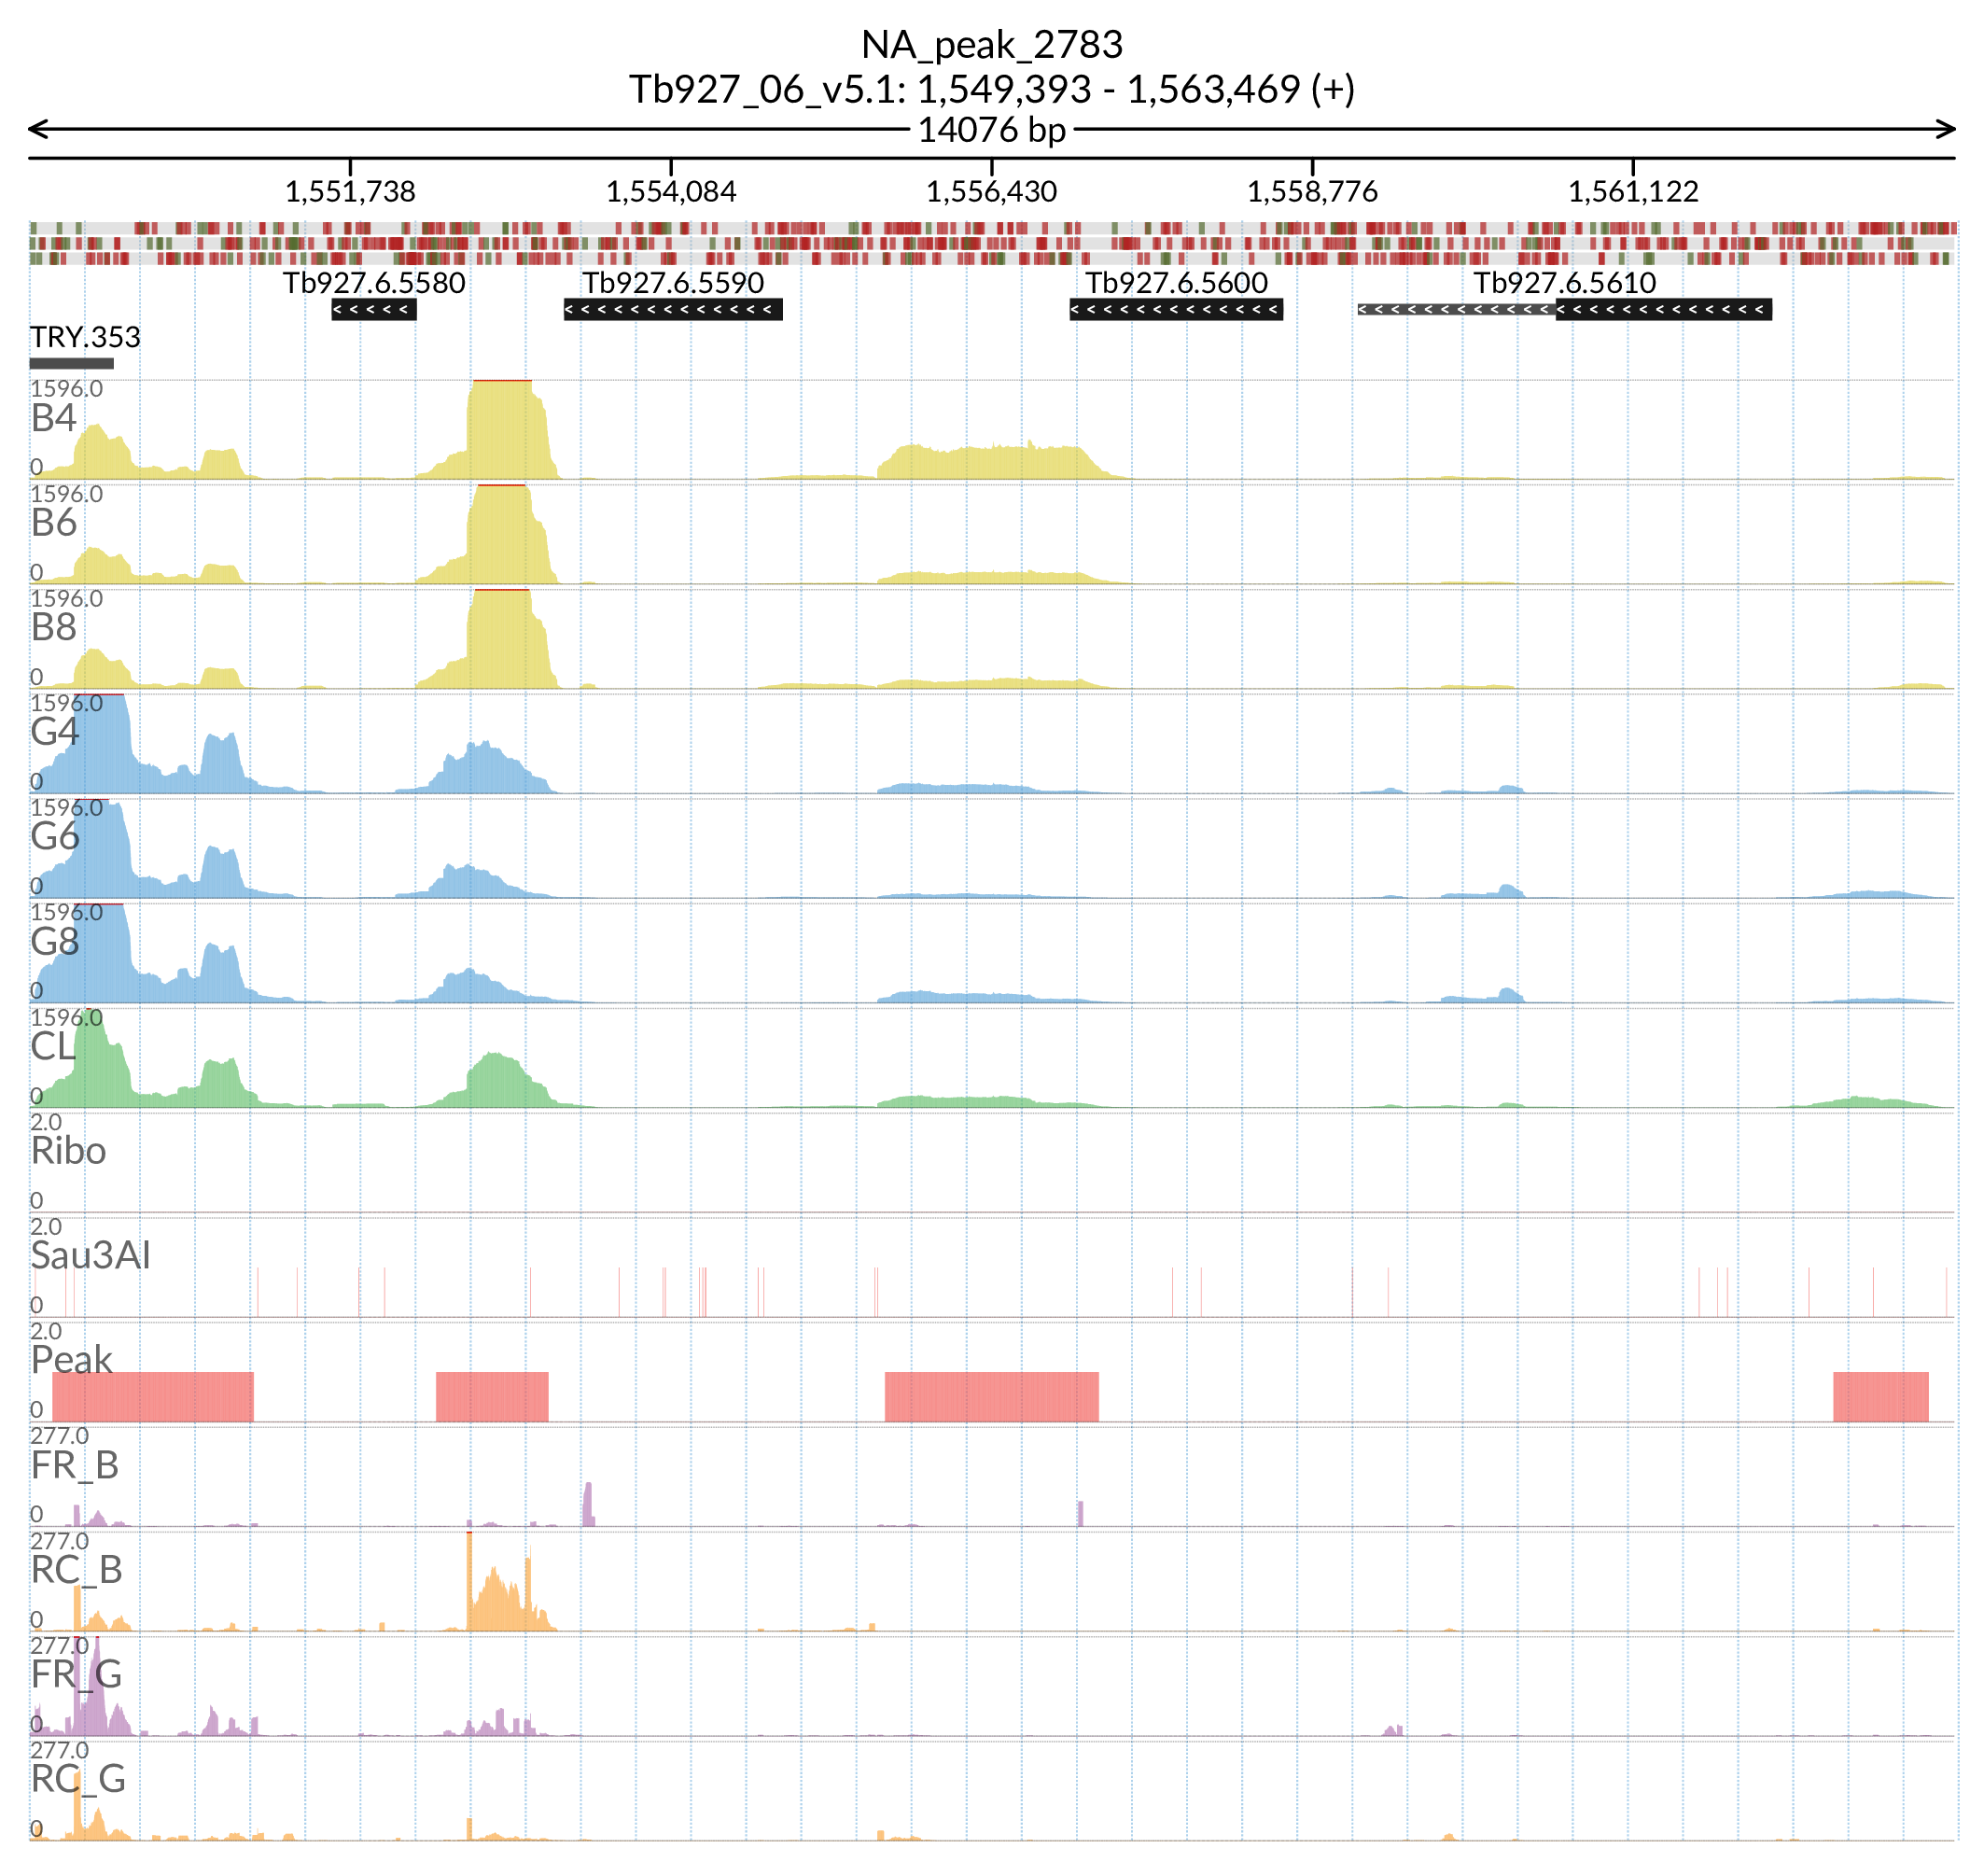 NA_peak_2783
Tb927_06_v5.1: 1,549,393 - 1,563,469 (+)
14076 bp
1,551,738 1,554,084 1,556,430 1,558,776 1,561,122
Tb927.6.5580 Tb927.6.5590 Tb927.6.5600 Tb927.6.5610
TRY.353
1596.0
B4
0
1596.0
B6
0
1596.0
B8
0
1596.0
G4
0
1596.0
G6
0
1596.0
G8
0
1596.0
CL
0
2.0
Ribo
0
2.0
Sau3AI
0
2.0
Peak
0
277.0
FR_B
0
277.0
RC_B
0
277.0
FR_G
0
277.0
RC_G
0